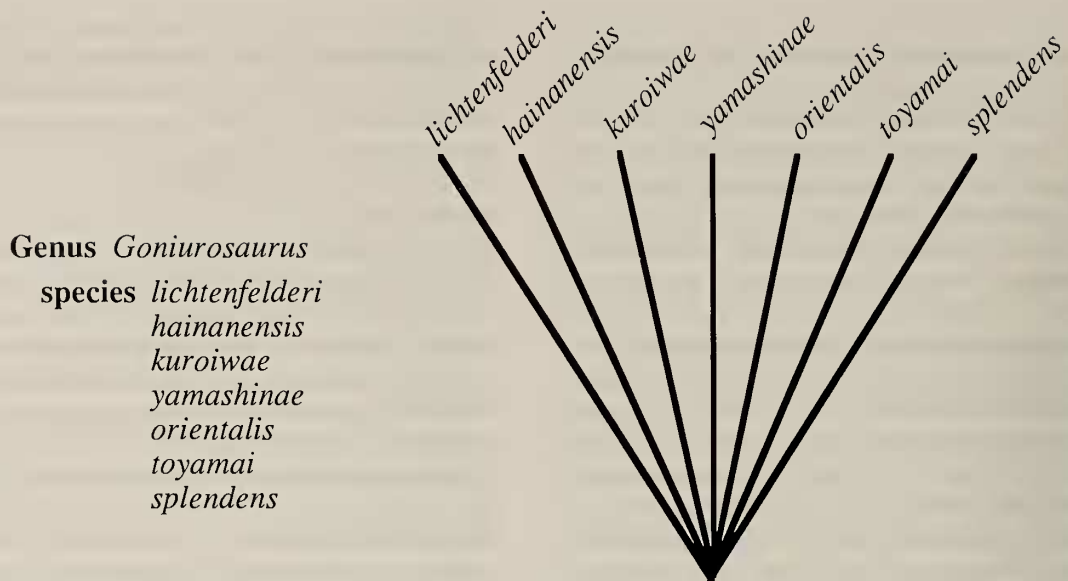 lichtenfelderi
hainanensis
kuroiwae
yamashinae
orientalis
toyamai
splendens
Genus Goniurosaurus
species lichtenfelderi
hainanensis
kuroiwae
yamashinae
orientalis
toyamai
splendens